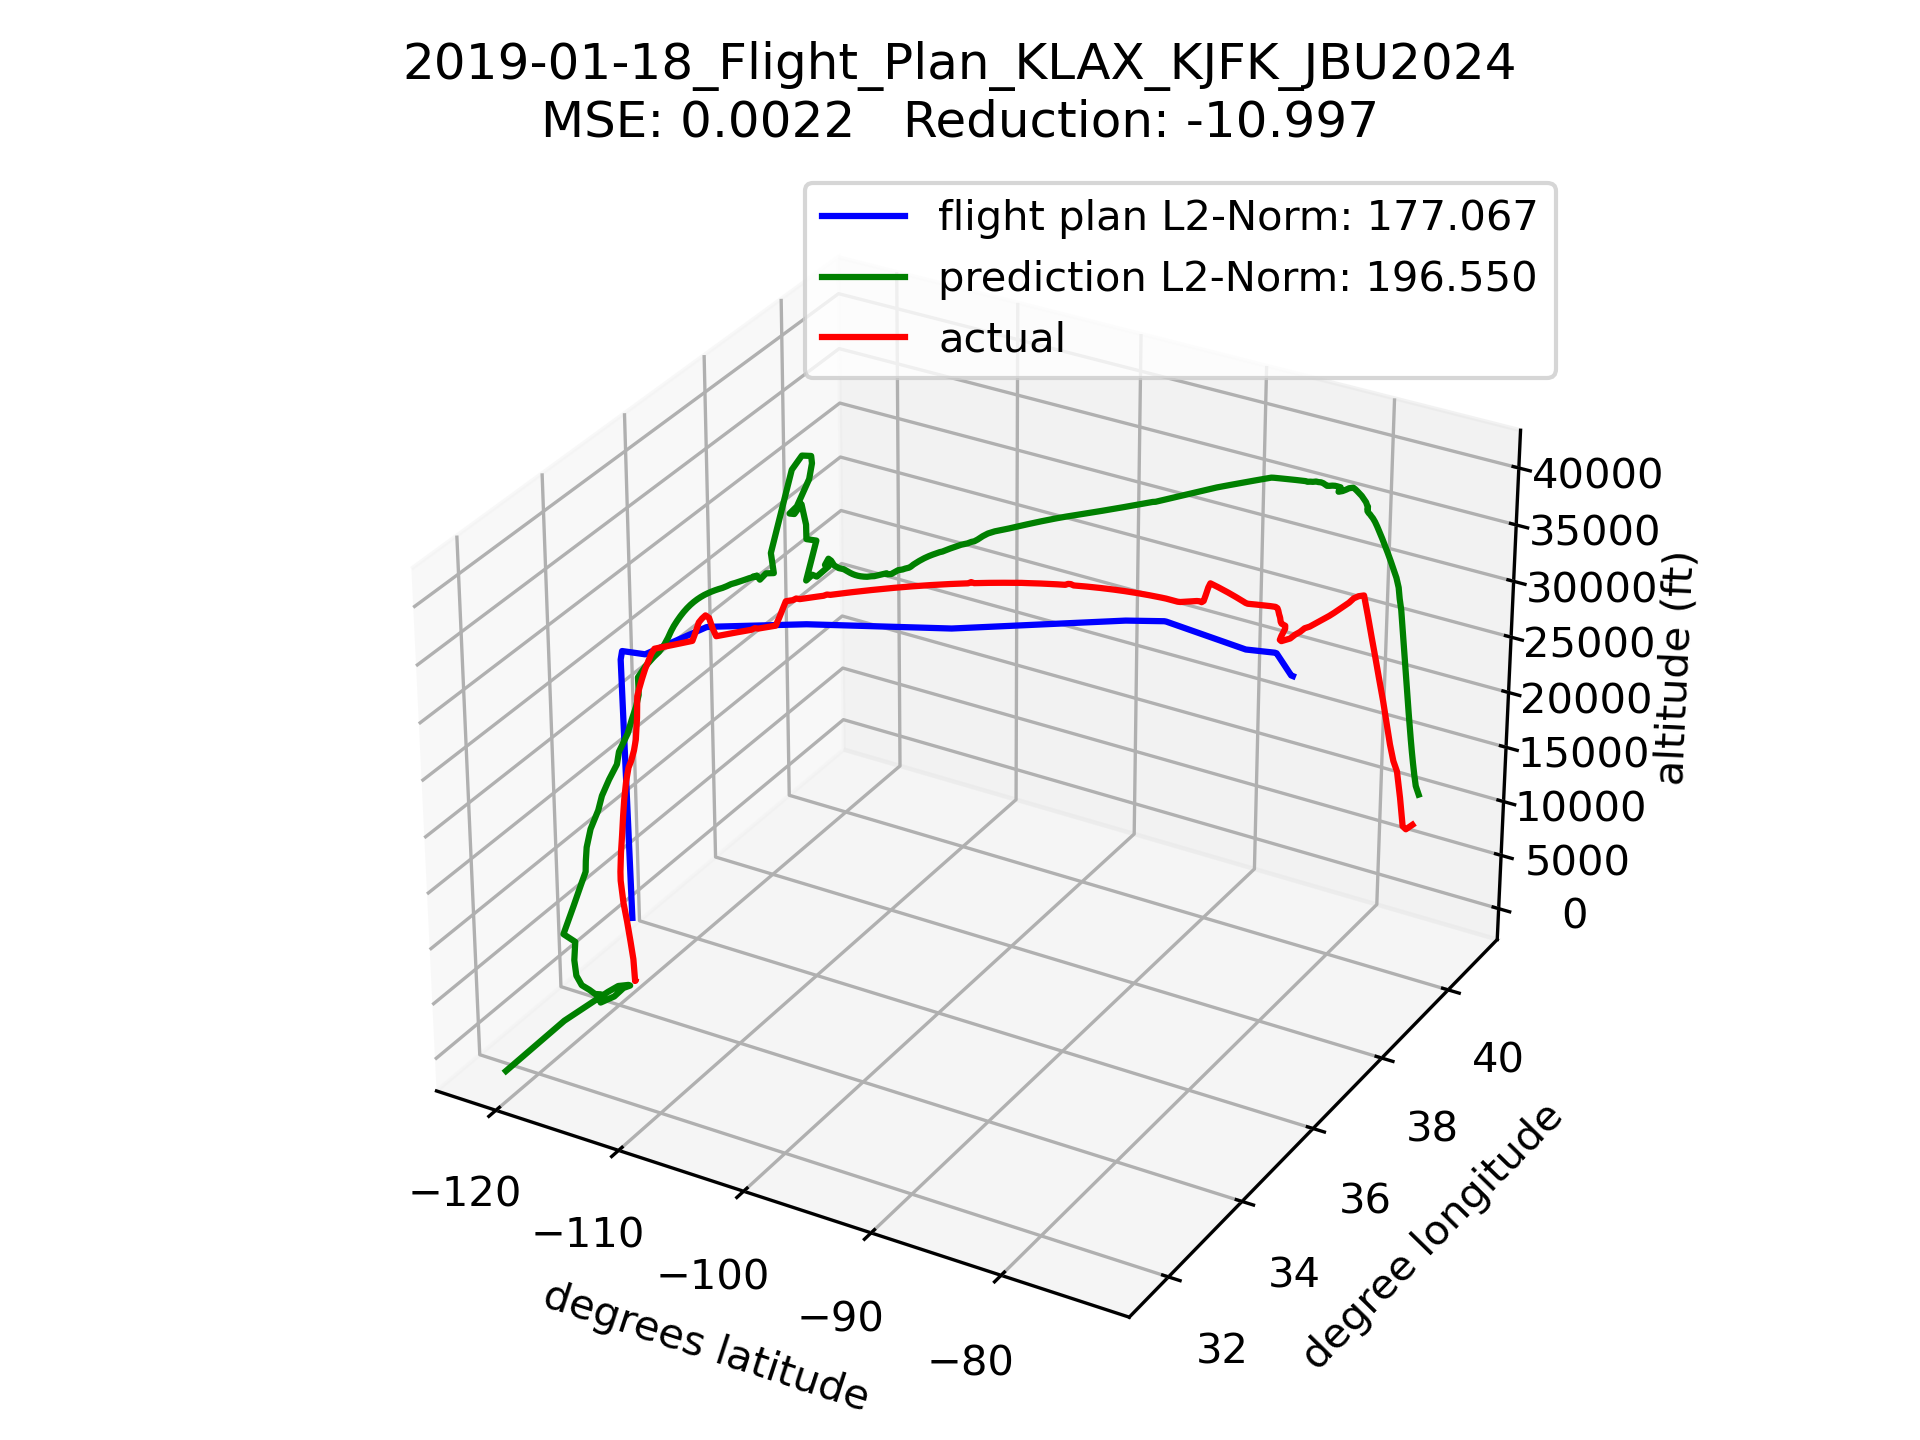 2019-01-18_Flight_Plan_KLAX_KJFK_JBU2024
MSE: 0.0022   Reduction: -10.997
flight plan L2-Norm: 177.067
prediction L2-Norm: 196.550
actual
40000
35000
30000
25000
20000
15000
10000
5000
0
altitude (ft)
40
38
36
34
32
degree longitude
−120
−110
−100
−90
−80
degrees latitude